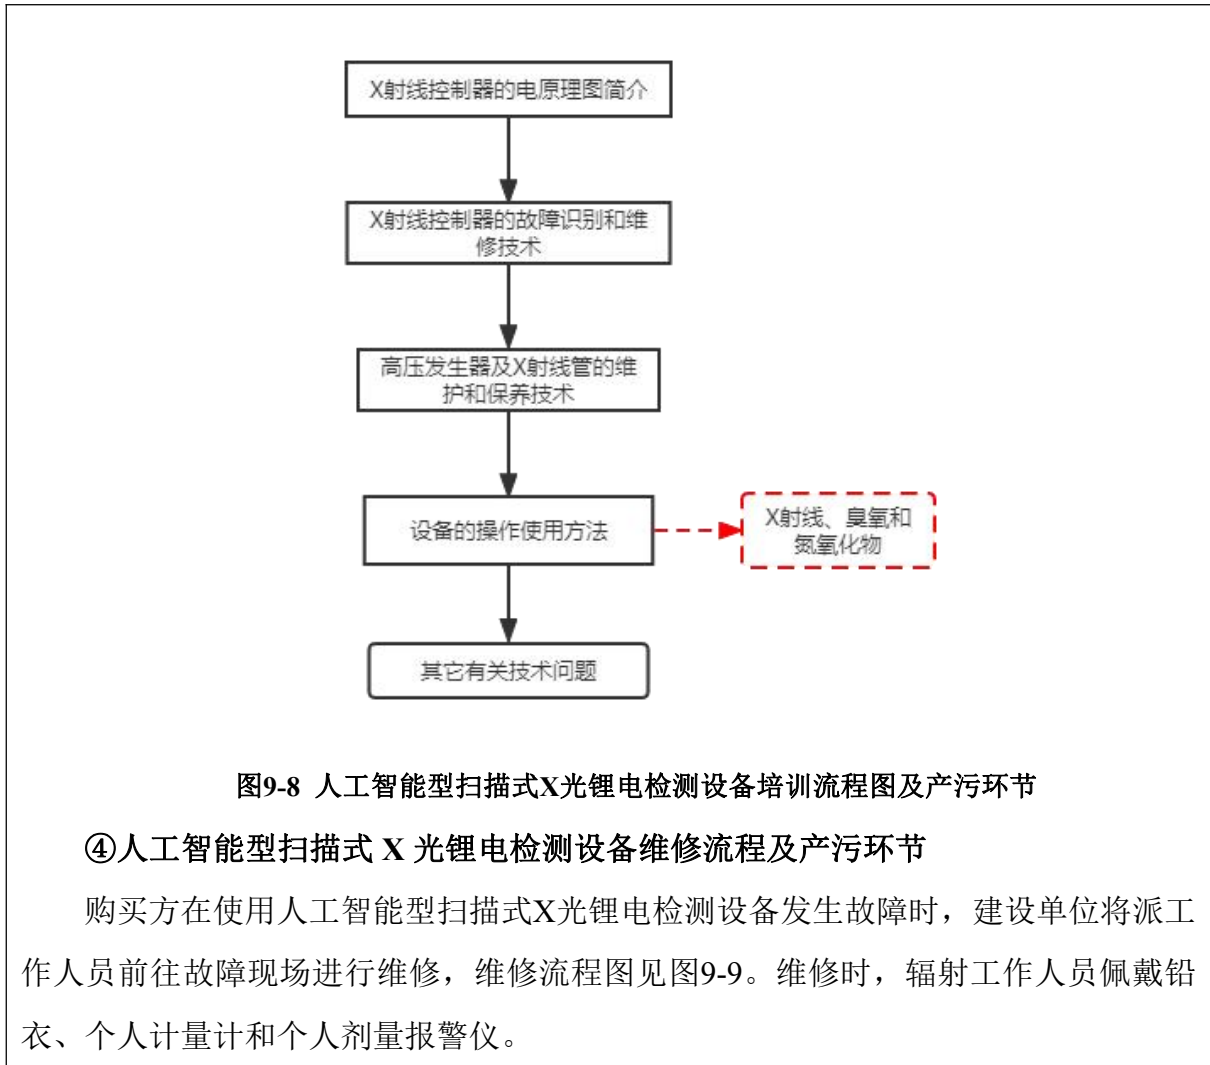 X射线控制器的电原理图简介
X射线控制器的故障识别和维
修技术
高压发生器及X射线管的维
护和保养技术
设备的操作使用方法
X射线、臭氧和
氮氧化物
其它有关技术问题
图9-8 人工智能型扫描式X光锂电检测设备培训流程图及产污环节
④人工智能型扫描式 X 光锂电检测设备维修流程及产污环节
购买方在使用人工智能型扫描式X光锂电检测设备发生故障时，建设单位将派工
作人员前往故障现场进行维修，维修流程图见图9-9。维修时，辐射工作人员佩戴铅
衣、个人计量计和个人剂量报警仪。